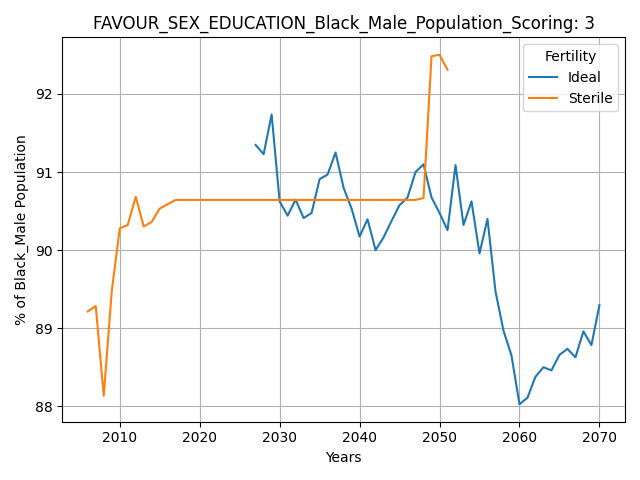 FAVOUR_SEX_EDUCATION_Black_Male_Population_Scoring: 3
% of Black_Male Population
92
91
90
89
88
Fertility
Ideal
Sterile
2010 2020 2030 2040 2050 2060 2070
Years